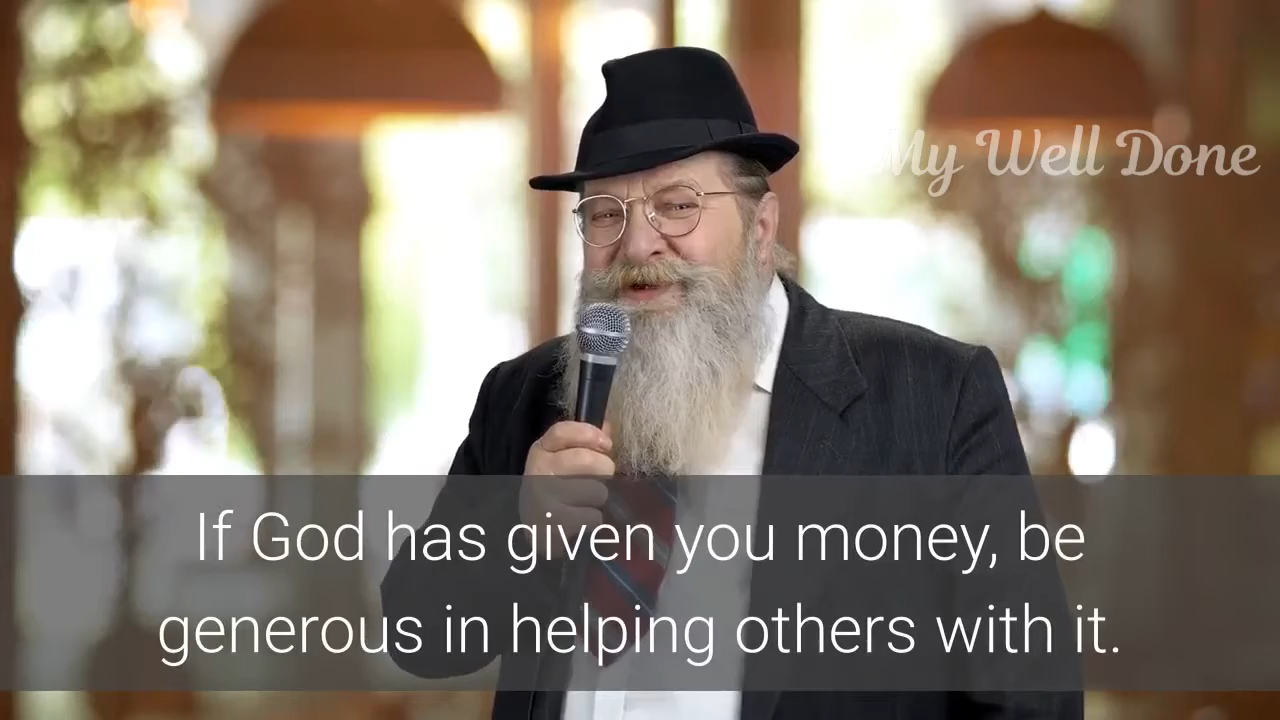 My Well Done
If God has given you money, be
generous in helping others with it.